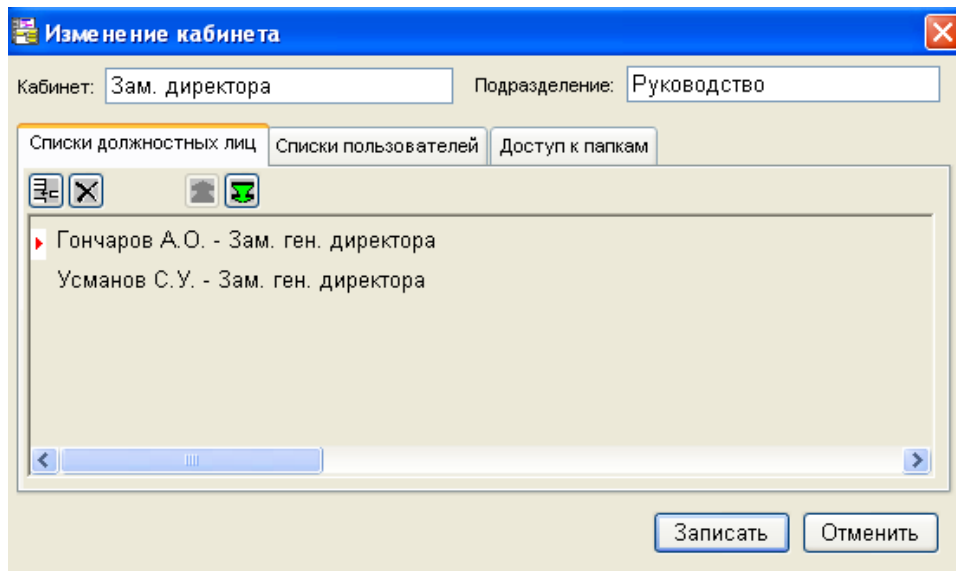 Изменение кабинета
Кабинет: Зам. директора Подразделение: Руководство
Списки должностных лиц Списки пользователей Доступ к папкам
Гончаров А.О. - Зам. ген. директора
Усманов С.У. - Зам. ген. директора
Записать Отменить